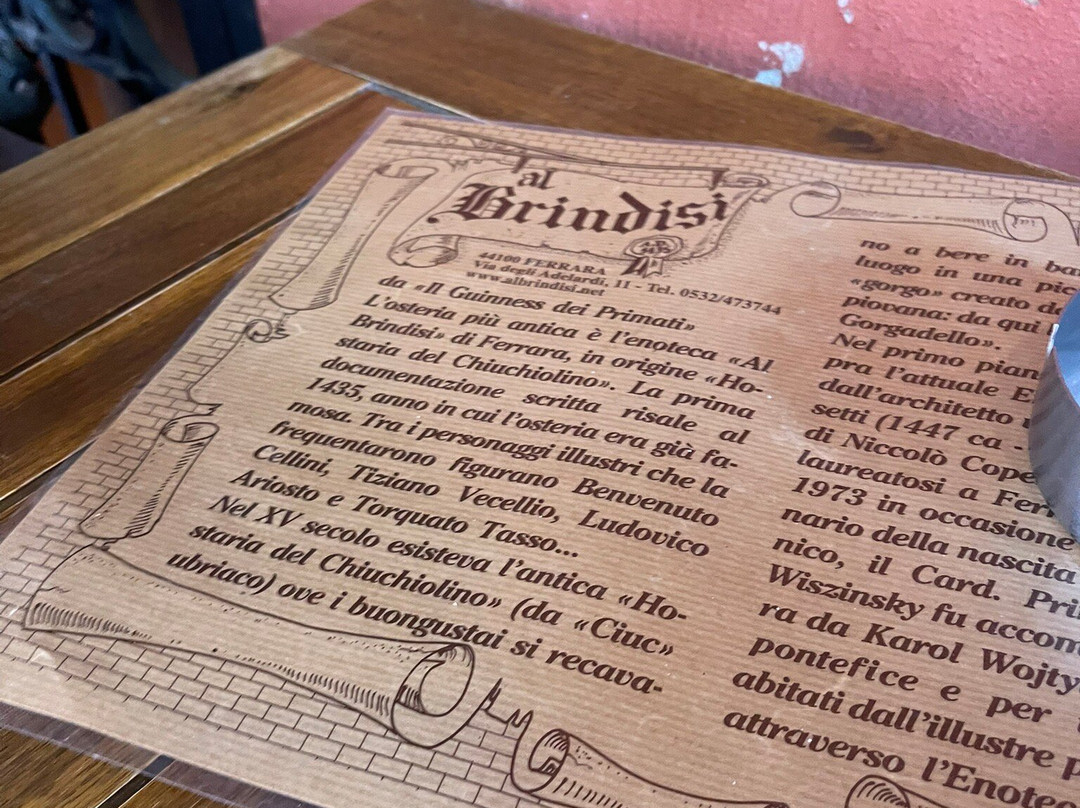 al
Brindisi
A.D.
1435
44100 FERRARA
Via degli Adelardi, 11 - Tel. 0532/473744
www.albrindisi.net
da «Il Guinness dei Primati»
L'osteria più antica è l'enoteca «Al
Brindisi» di Ferrara, in origine «Ho-
staria del Chiuchiolino». La prima
documentazione scritta risale al
1435, anno in cui l'osteria era già fa-
mosa. Tra i personaggi illustri che la
frequentarono figurano Benvenuto
Cellini, Tiziano Vecellio, Ludovico
Ariosto e Torquato Tasso...
Nel XV secolo esisteva l'antica «Ho-
staria del Chiuchiolino» (da «Ciuc»
ubriaco) ove i buongustai si recava-
no a bere in
luogo in una
«gorgo» creato
piovana: da qui
Gorgadello».
Nel primo
pra l'attuale
dall'architetto
setti (1447 ca -
di Niccolò
laureatosi a
1973 in occasione
nario della nascita
nico, il Card.
Wiszinsky fu
ra da Karol
pontefice e per
abitati dall'illustre
attraverso